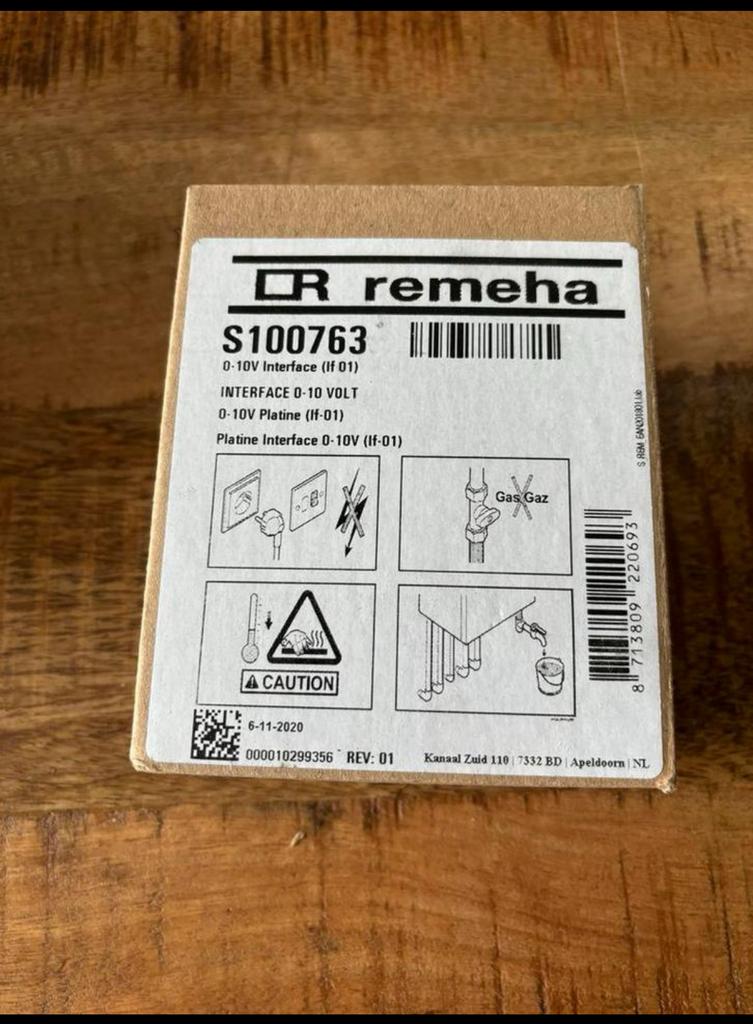 remeha
S100763
0-10V Interface (If 01)
INTERFACE 0-10 VOLT
0-10V Platine (If-01)
Platine Interface 0-10V (If-01)
Gas Gaz
CAUTION
6-11-2020
000010299356 REV: 01
Kanaal Zuid 110 | 7332 BD | Apeldoorn | NL
8 713809 220693